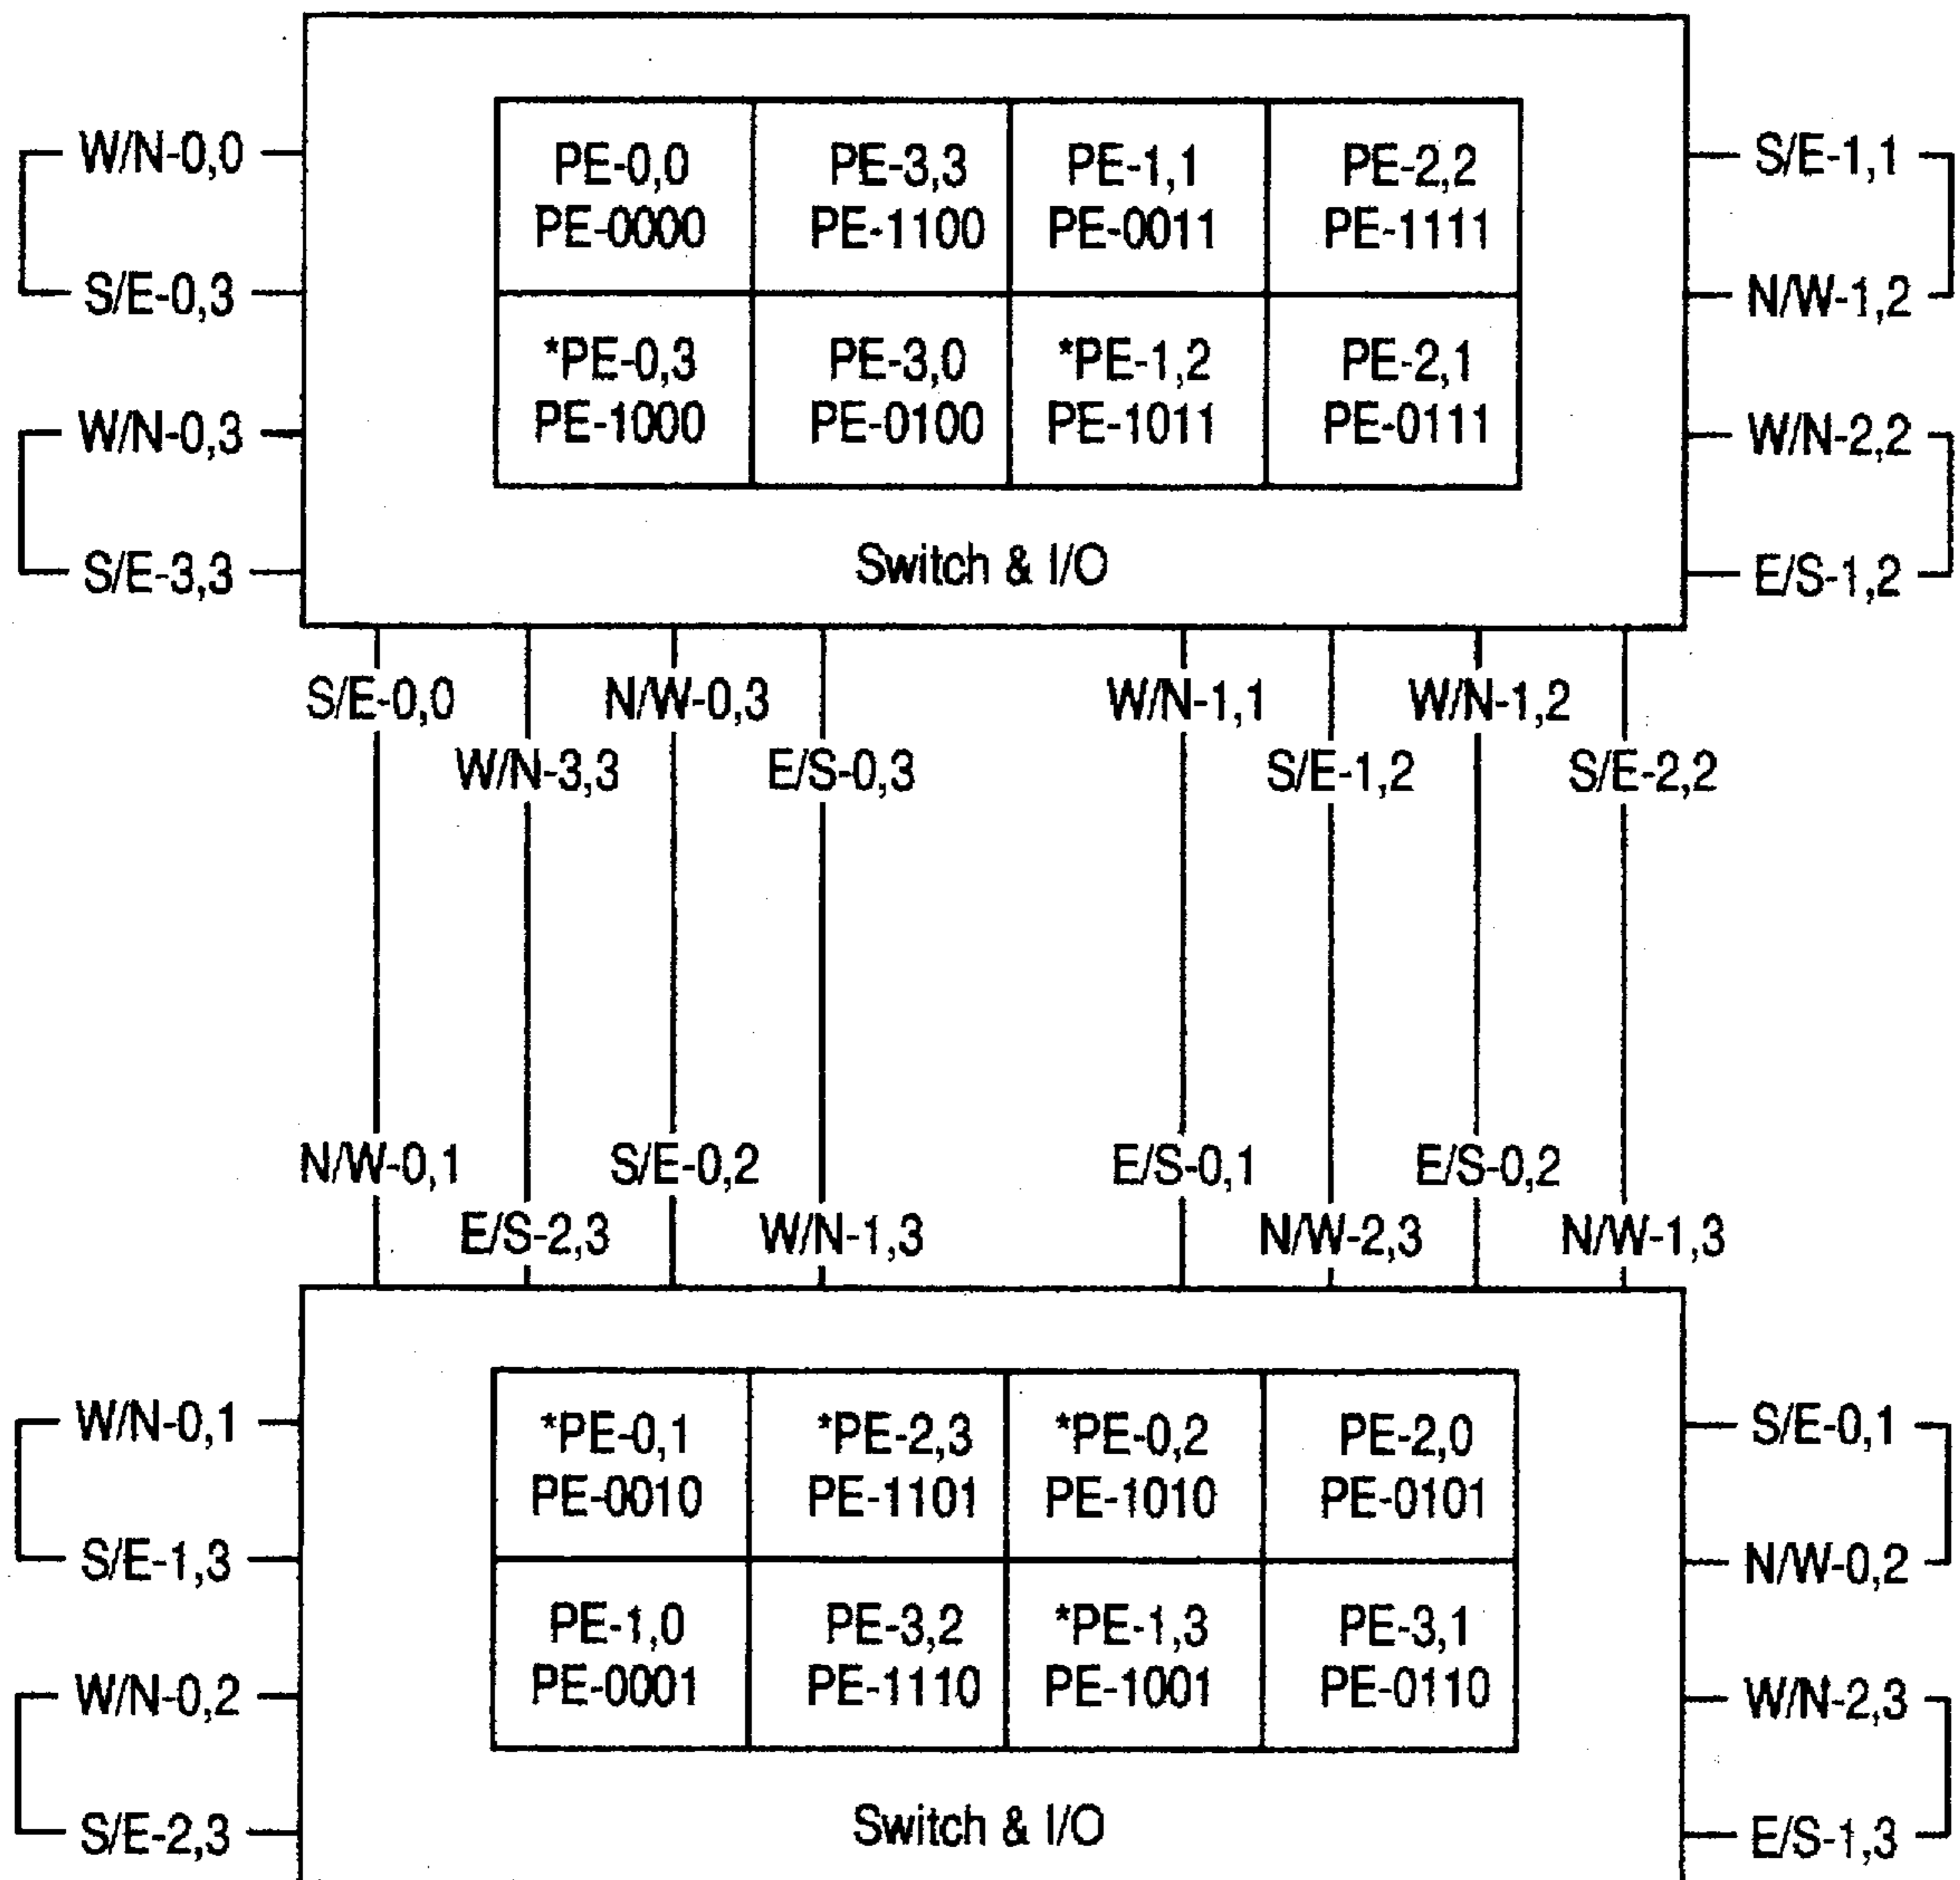 W/N-0,0
S/E-0,3
W/N-0,3
S/E-3,3
PE-0,0
PE-0000
PE-3,3
PE-1100
PE-1,1
PE-0011
PE-2,2
PE-1111
*PE-0,3
PE-1000
PE-3,0
PE-0100
*PE-1,2
PE-1011
PE-2,1
PE-0111
Switch & I/O
S/E-1,1
N/W-1,2
W/N-2,2
E/S-1,2
S/E-0,0
N/W-0,3
W/N-1,1
W/N-1,2
W/N-3,3
E/S-0,3
S/E-1,2
S/E-2,2
N/W-0,1
S/E-0,2
E/S-0,1
E/S-0,2
E/S-2,3
W/N-1,3
N/W-2,3
N/W-1,3
W/N-0,1
S/E-1,3
W/N-0,2
S/E-2,3
*PE-0,1
PE-0010
*PE-2,3
PE-1101
*PE-0,2
PE-1010
PE-2,0
PE-0101
PE-1,0
PE-0001
PE-3,2
PE-1110
*PE-1,3
PE-1001
PE-3,1
PE-0110
Switch & I/O
S/E-0,1
N/W-0,2
W/N-2,3
E/S-1,3